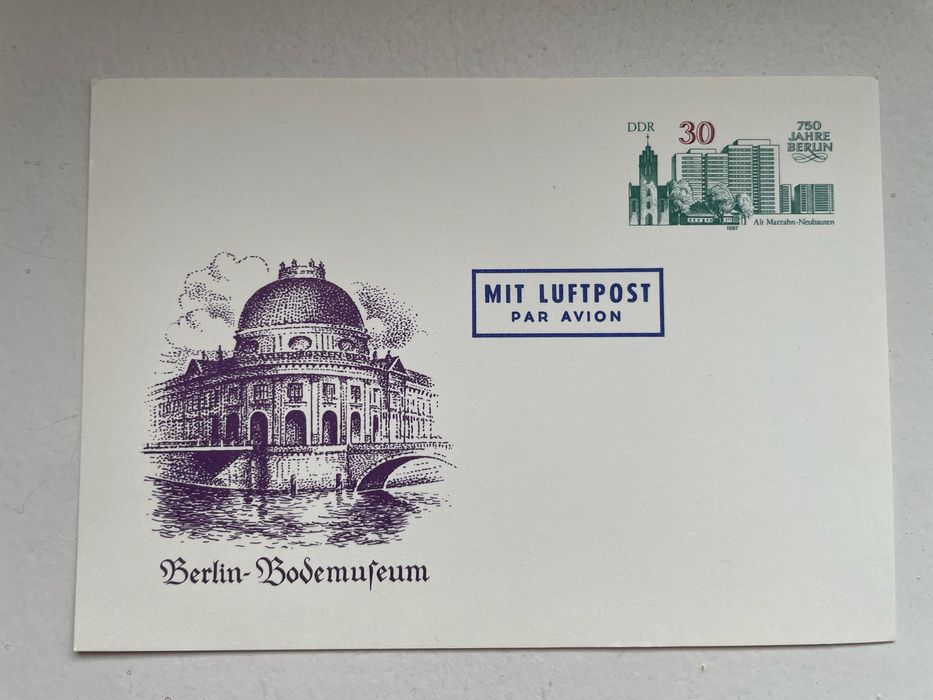 DDR 30
750
JAHRE
BERLIN
1987
Alt Marzahn-Neubauten
MIT LUFTPOST
PAR AVION
Berlin-Bodemuſeum